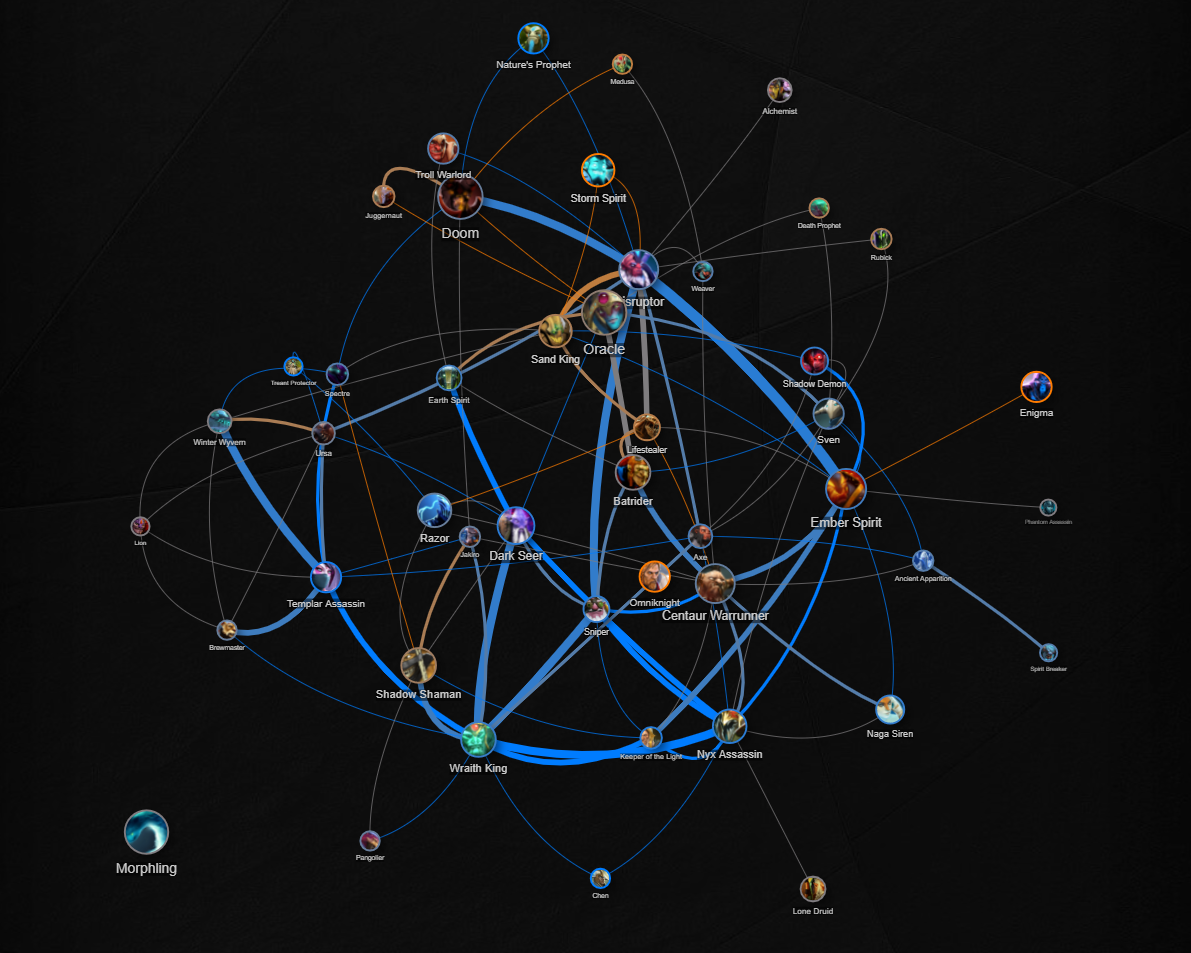 Nature's Prophet
Medusa
Alchemist
Troll Warlord
Storm Spirit
Juggernaut
Death Prophet
Doom
Rubick
Weaver
isruptor
Oracle
Sand King
Treant Protector
Shadow Demon
Spectre
Earth Spirit
Enigma
Winter Wyvern
Sven
Lifestealer
Ursa
Batrider
Phantom Assassin
Ember Spirit
Razor
Lion
Jakiro
Dark Seer
Axe
Ancient Apparition
Templar Assassin
Omniknight
Centaur Warrunner
Sniper
Brewmaster
Spirit Breaker
Shadow Shaman
Naga Siren
Keeper of the Light
Nyx Assassin
Wraith King
Pangolier
Morphling
Chen
Lone Druid